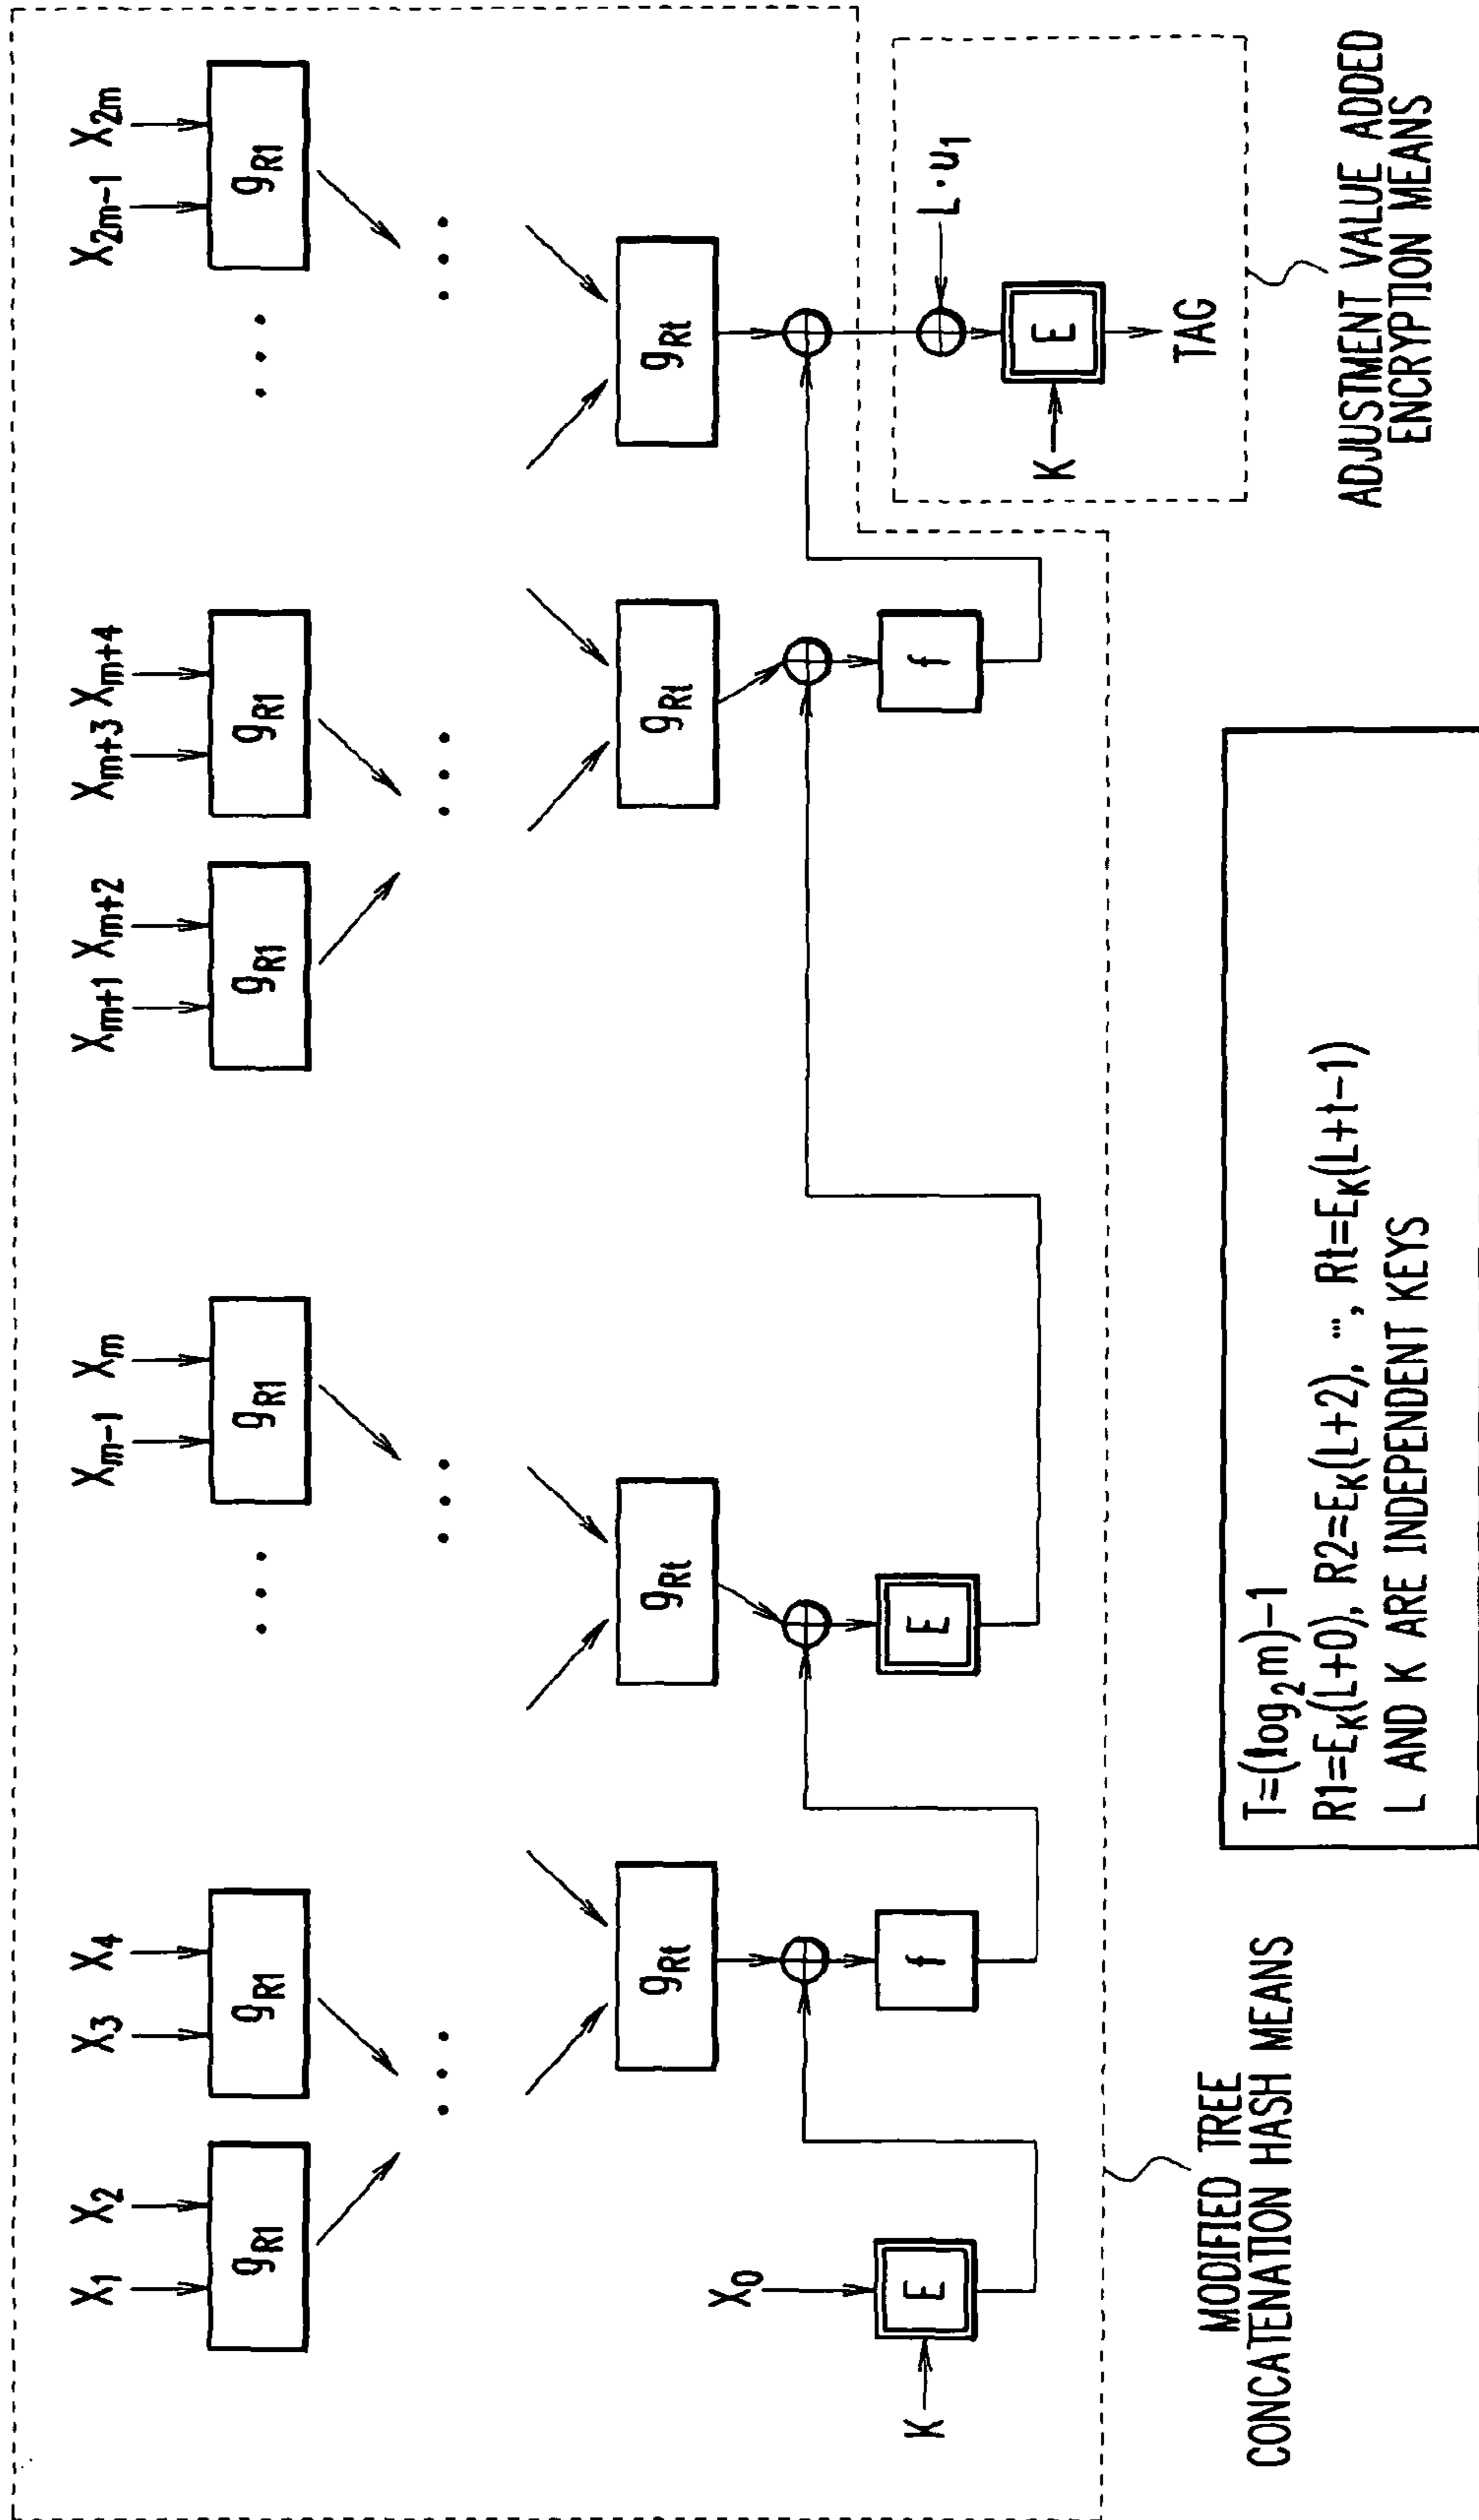 X1 X2 X3 X4 Xm−1 Xm Xm+1 Xm+2 Xm+3 Xm+4 X2m−1 X2m
gR1 gR1 gR1 gR1 gR1 gR1
gRt gRt gRt gRt
X0
L·u1
K E f E f K E
TAG
MODIFIED TREE
CONCATENATION HASH MEANS
ADJUSTMENT VALUE ADDED
ENCRYPTION MEANS
T=(log2m)−1
R1=EK(L+0), R2=EK(L+2), ..., Rt=EK(L+t−1)
L AND K ARE INDEPENDENT KEYS